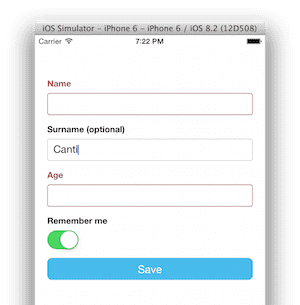 iOS Simulator - iPhone 6 - iPhone 6 / iOS 8.2 (12D508)
Carrier 7:22 PM
Name
Surname (optional)
Canti
Age
Remember me
Save